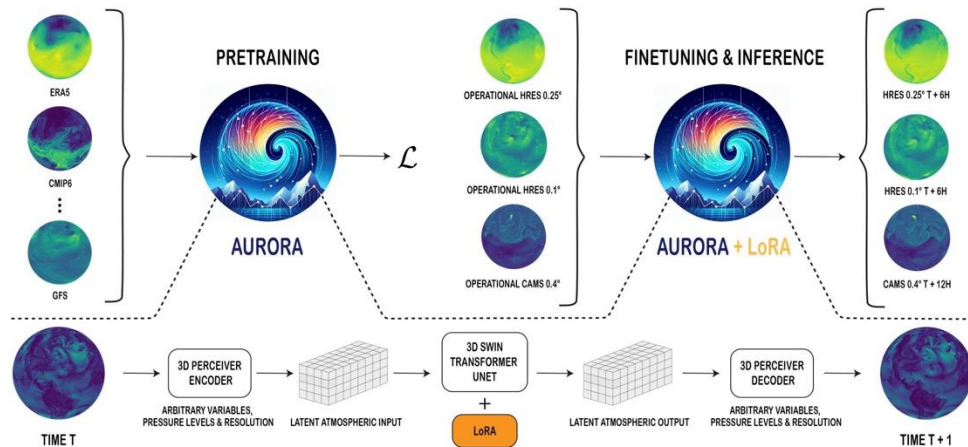 PRETRAINING
FINETUNING & INFERENCE
ERA5
CMIP6
GFS
AURORA
ℒ
OPERATIONAL HRES 0.25°
OPERATIONAL HRES 0.1°
OPERATIONAL CAMS 0.4°
AURORA + LoRA
HRES 0.25° T + 6H
HRES 0.1° T + 6H
CAMS 0.4° T + 12H
TIME T
3D PERCEIVER
ENCODER
ARBITRARY VARIABLES,
PRESSURE LEVELS & RESOLUTION
LATENT ATMOSPHERIC INPUT
3D SWIN
TRANSFORMER
UNET
+
LoRA
LATENT ATMOSPHERIC OUTPUT
3D PERCEIVER
DECODER
ARBITRARY VARIABLES,
PRESSURE LEVELS & RESOLUTION
TIME T + 1